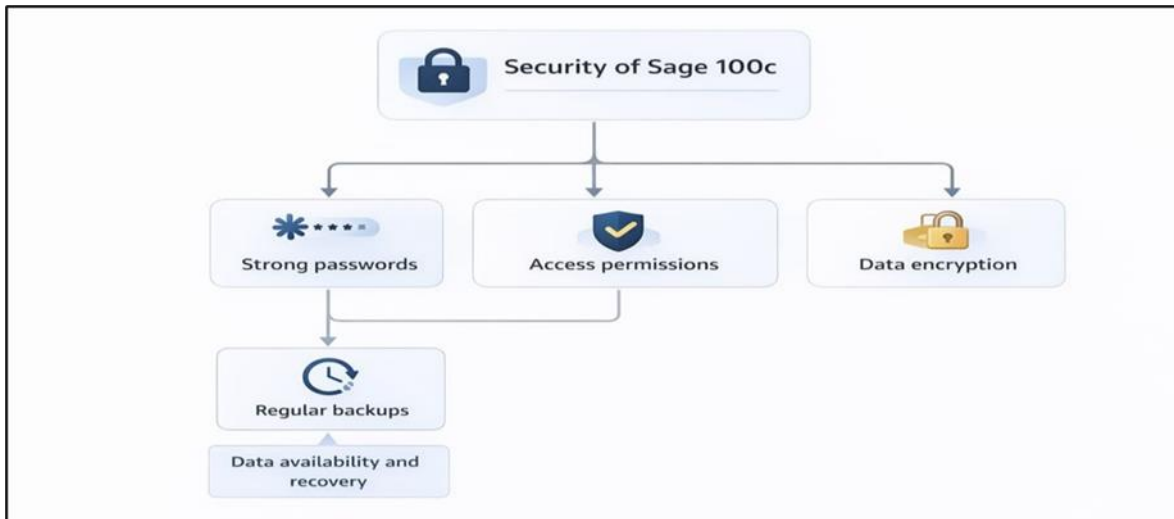 Security of Sage 100c
Strong passwords
Access permissions
Data encryption
Regular backups
Data availability and
recovery